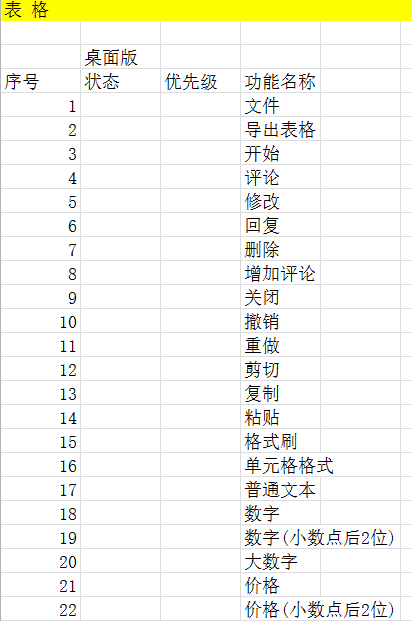 表 格
桌面版
序号 状态 优先级 功能名称
1 文件
2 导出表格
3 开始
4 评论
5 修改
6 回复
7 删除
8 增加评论
9 关闭
10 撤销
11 重做
12 剪切
13 复制
14 粘贴
15 格式刷
16 单元格格式
17 普通文本
18 数字
19 数字(小数点后2位)
20 大数字
21 价格
22 价格(小数点后2位)